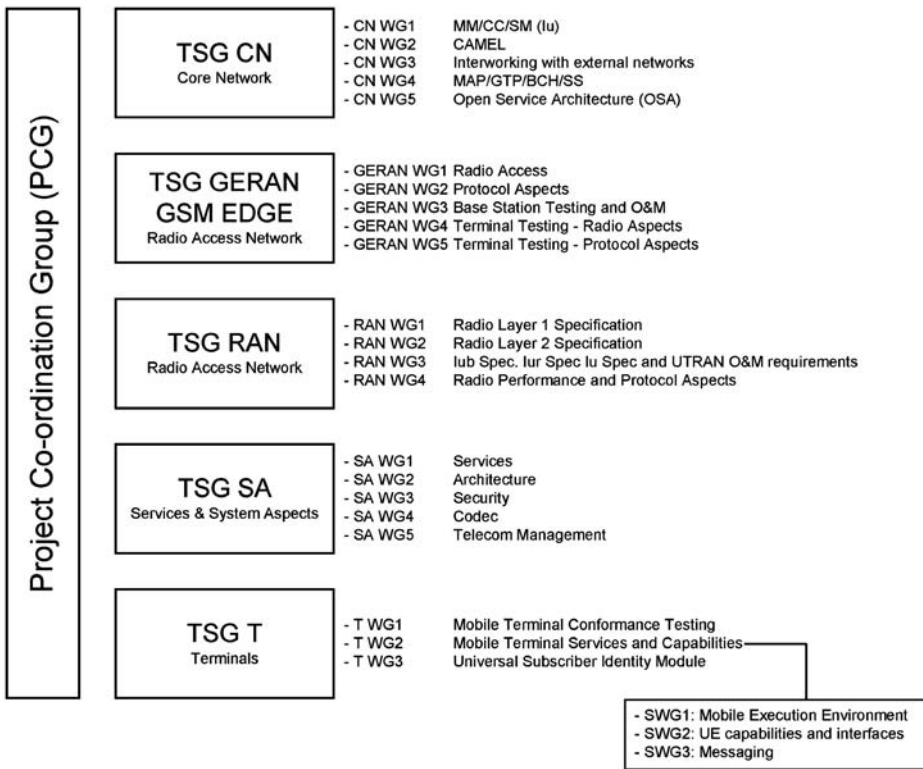 Project Co-ordination Group (PCG)
TSG CN
Core Network
- CN WG1 MM/CC/SM (Iu)
- CN WG2 CAMEL
- CN WG3 Interworking with external networks
- CN WG4 MAP/GTP/BCH/SS
- CN WG5 Open Service Architecture (OSA)
TSG GERAN
GSM EDGE
Radio Access Network
- GERAN WG1 Radio Access
- GERAN WG2 Protocol Aspects
- GERAN WG3 Base Station Testing and O&M
- GERAN WG4 Terminal Testing - Radio Aspects
- GERAN WG5 Terminal Testing - Protocol Aspects
TSG RAN
Radio Access Network
- RAN WG1 Radio Layer 1 Specification
- RAN WG2 Radio Layer 2 Specification
- RAN WG3 Iub Spec. Iur Spec Iu Spec and UTRAN O&M requirements
- RAN WG4 Radio Performance and Protocol Aspects
TSG SA
Services & System Aspects
- SA WG1 Services
- SA WG2 Architecture
- SA WG3 Security
- SA WG4 Codec
- SA WG5 Telecom Management
TSG T
Terminals
- T WG1 Mobile Terminal Conformance Testing
- T WG2 Mobile Terminal Services and Capabilities
- T WG3 Universal Subscriber Identity Module
- SWG1: Mobile Execution Environment
- SWG2: UE capabilities and interfaces
- SWG3: Messaging